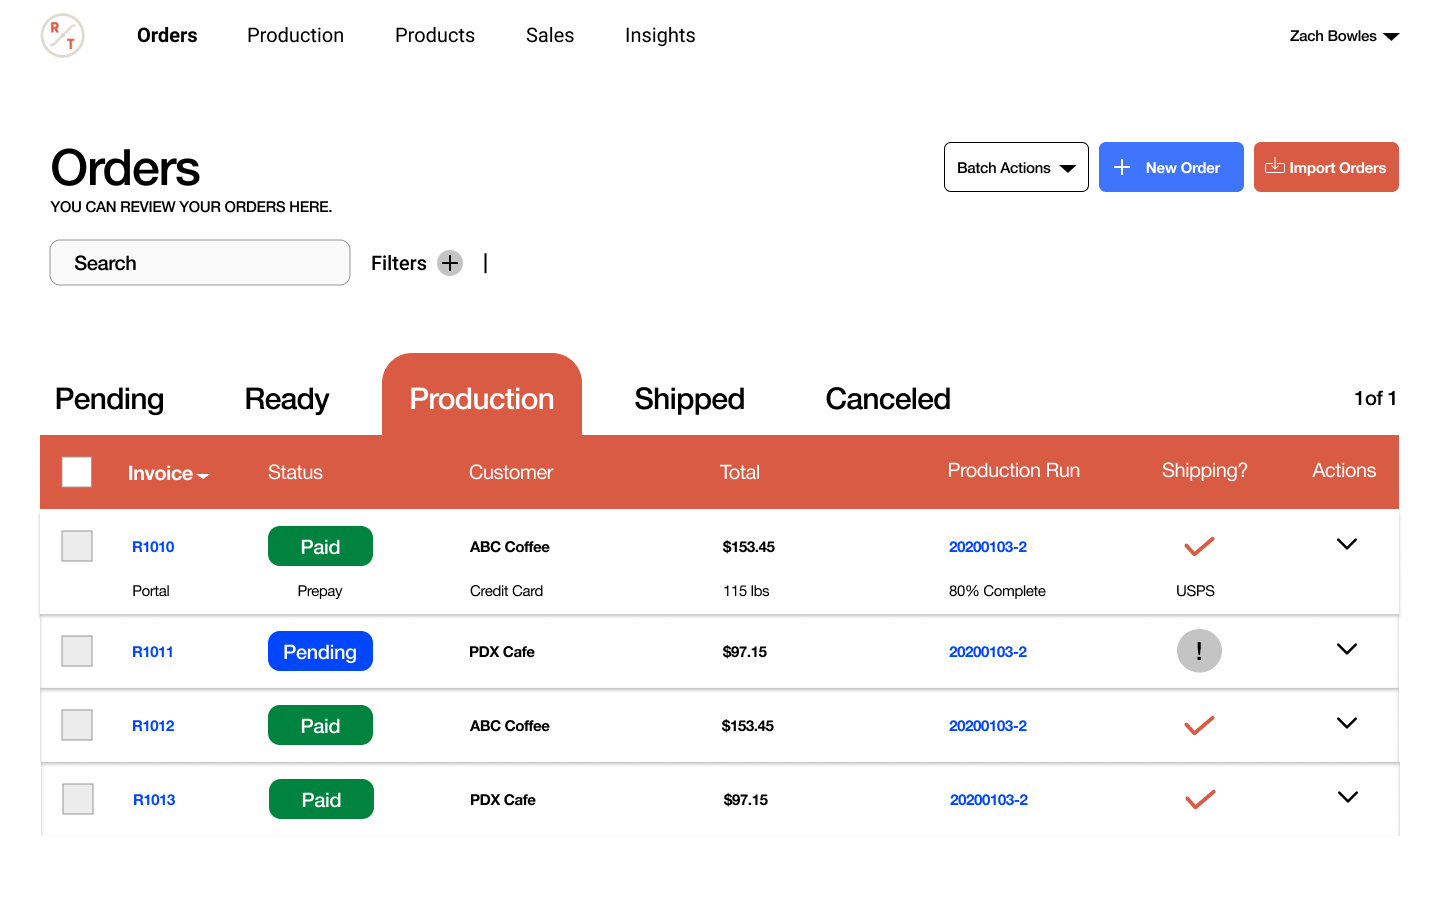 R
T
Orders Production Products Sales Insights Zach Bowles
Orders
YOU CAN REVIEW YOUR ORDERS HERE.
Batch Actions + New Order Import Orders
Search Filters + |
Pending Ready Production Shipped Canceled 1of 1
Invoice Status Customer Total Production Run Shipping? Actions
R1010 Paid ABC Coffee $153.45 20200103-2
Portal Prepay Credit Card 115 lbs 80% Complete USPS
R1011 Pending PDX Cafe $97.15 20200103-2 !
R1012 Paid ABC Coffee $153.45 20200103-2
R1013 Paid PDX Cafe $97.15 20200103-2